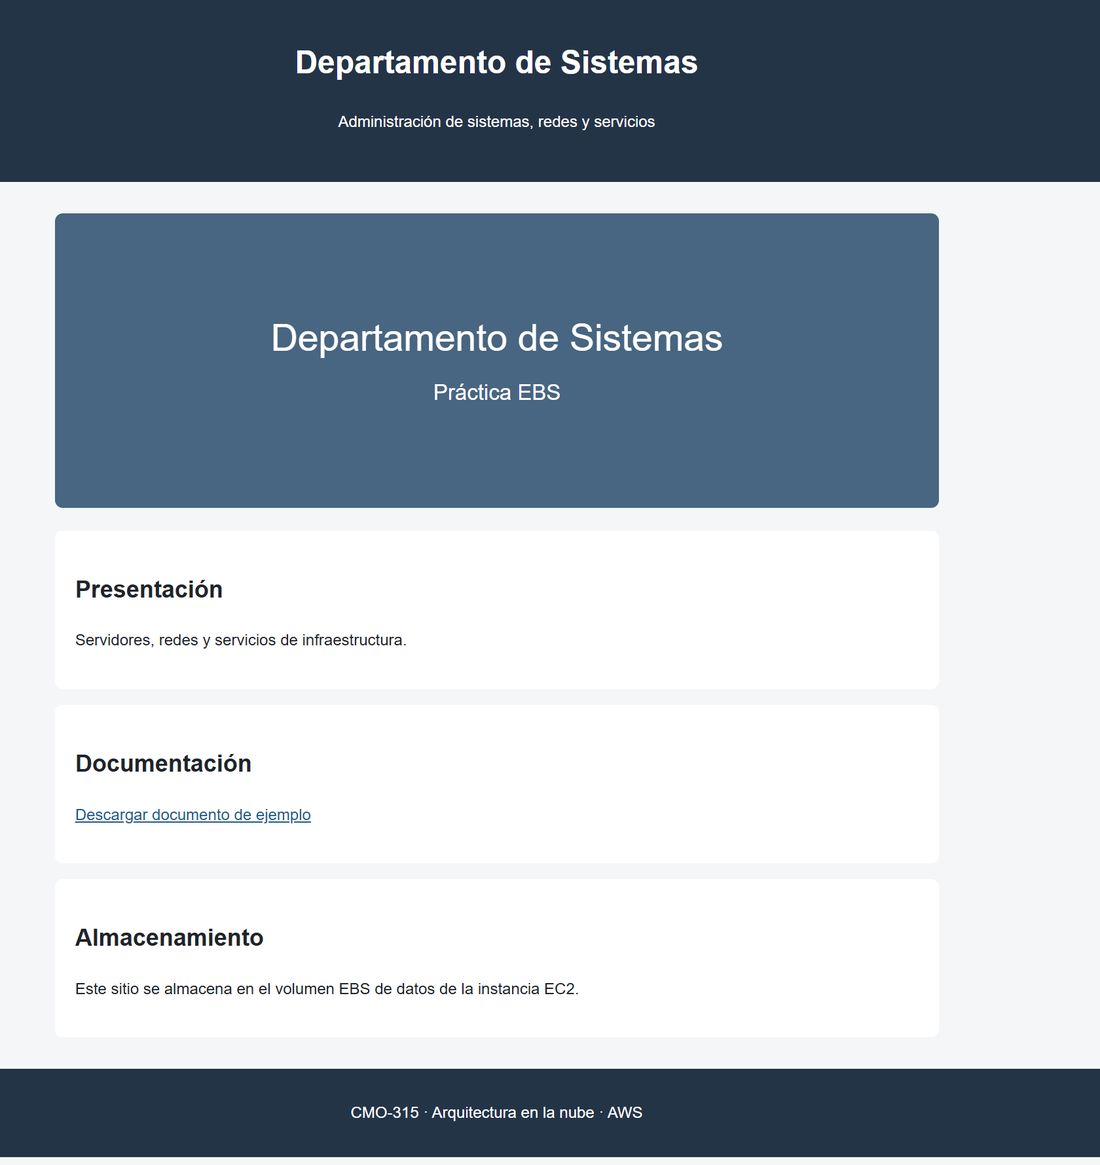 Departamento de Sistemas
Administración de sistemas, redes y servicios
Departamento de Sistemas
Práctica EBS
Presentación
Servidores, redes y servicios de infraestructura.
Documentación
Descargar documento de ejemplo
Almacenamiento
Este sitio se almacena en el volumen EBS de datos de la instancia EC2.
CMO-315 · Arquitectura en la nube · AWS